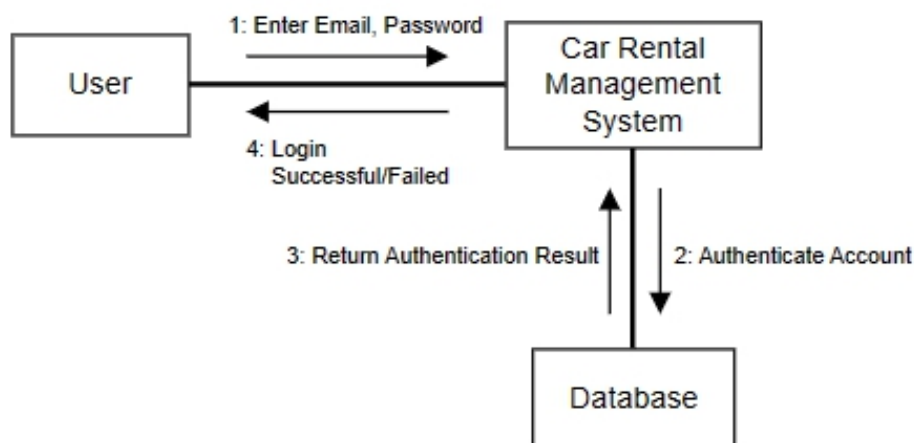 1: Enter Email, Password
User
Car Rental
Management
System
4: Login
Successful/Failed
3: Return Authentication Result
2: Authenticate Account
Database